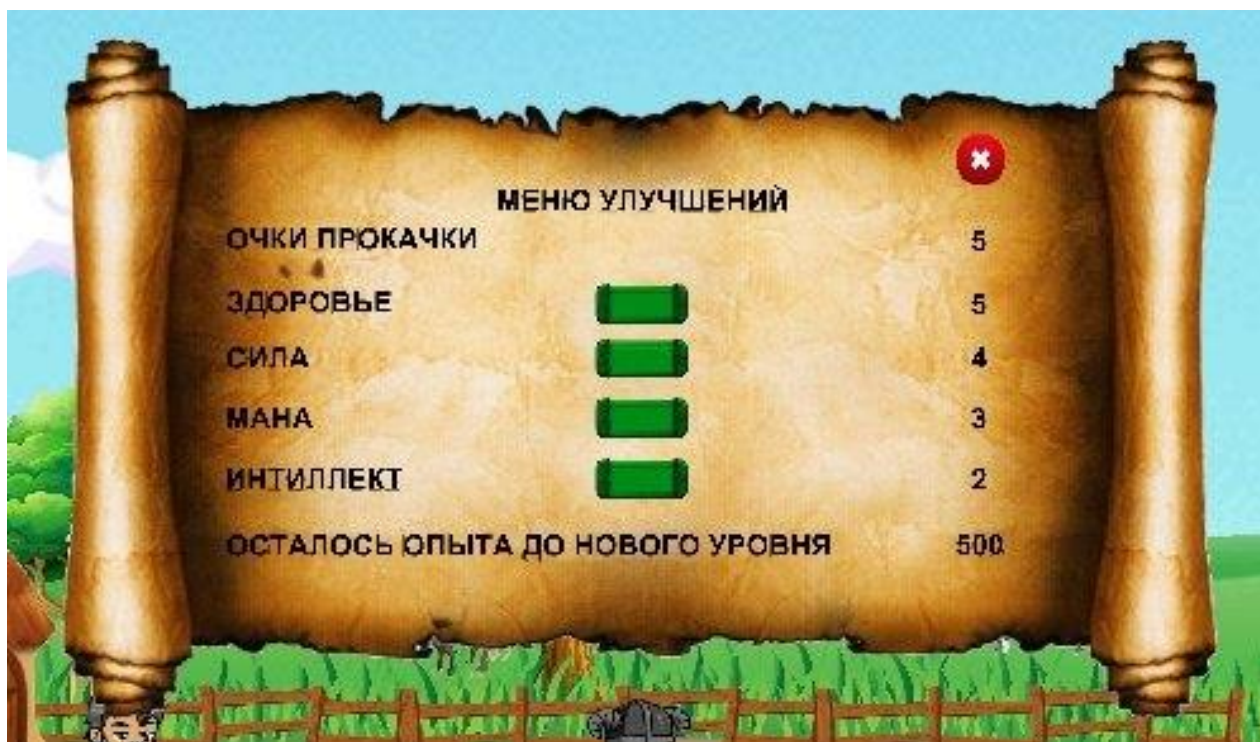 МЕНЮ УЛУЧШЕНИЙ
ОЧКИ ПРОКАЧКИ 5
ЗДОРОВЬЕ 5
СИЛА 4
МАНА 3
ИНТИЛЛЕКТ 2
ОСТАЛОСЬ ОПЫТА ДО НОВОГО УРОВНЯ 500